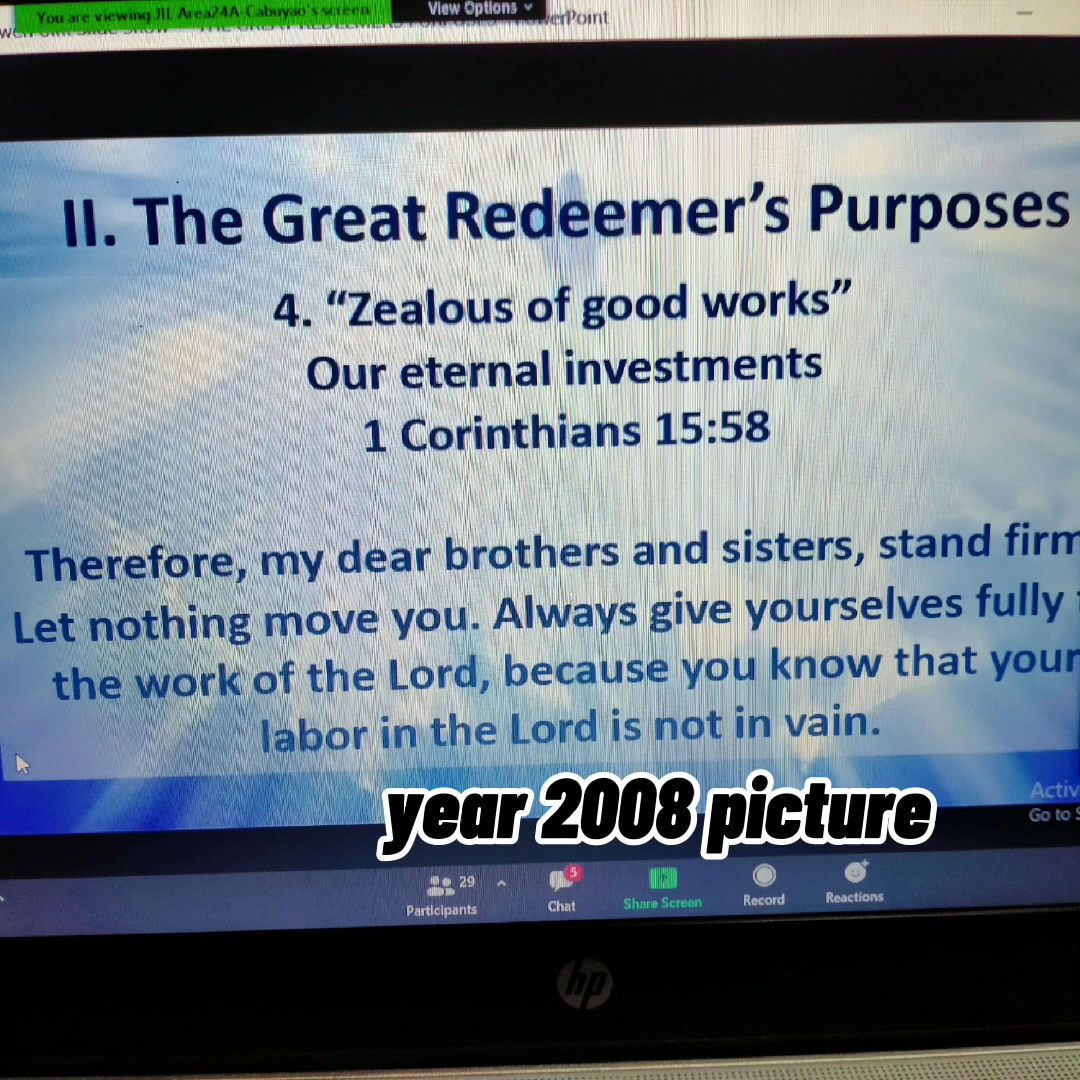 You are viewing JIL Area24A-Cabuyao's screen
View Options
II. The Great Redeemer's Purposes
4. “Zealous of good works”
Our eternal investments
1 Corinthians 15:58
Therefore, my dear brothers and sisters, stand firm
Let nothing move you. Always give yourselves fully
the work of the Lord, because you know that your
labor in the Lord is not in vain.
year 2008 picture
Go to
29
5
Participants
Chat
Share Screen
Record
Reactions
hp